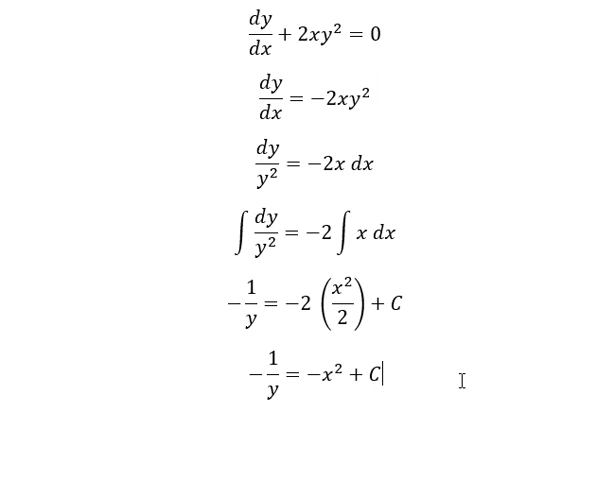 dy/dx + 2xy² = 0
dy/dx = −2xy²
dy/y² = −2x dx
∫ dy/y² = −2 ∫ x dx
−1/y = −2 (x²/2) + C
−1/y = −x² + C